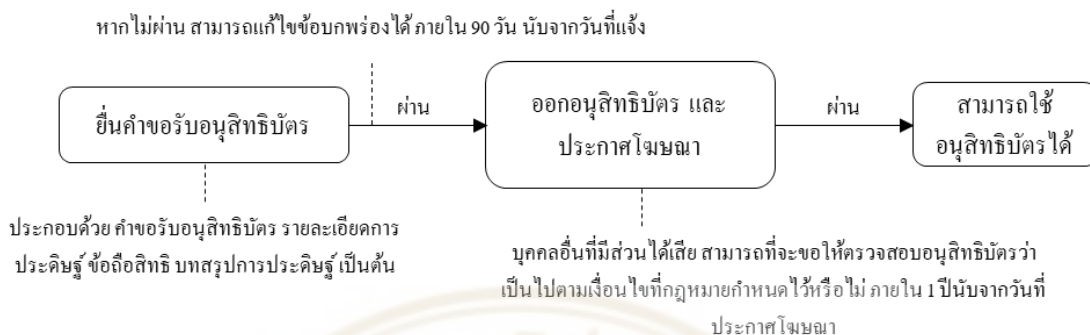 หากไม่ผ่าน สามารถแก้ไขข้อบกพร่องได้ ภายใน 90 วัน นับจากวันที่แจ้ง
ยื่นคำขอรับอนุสิทธิบัตร
ผ่าน
ออกอนุสิทธิบัตร และ
ประกาศโฆษณา
ผ่าน
สามารถใช้
อนุสิทธิบัตรได้
ประกอบด้วย คำขอรับอนุสิทธิบัตร รายละเอียดการ
ประดิษฐ์ ข้อถือสิทธิ บทสรุปการประดิษฐ์ เป็นต้น
บุคคลอื่นที่มีส่วนได้เสีย สามารถที่จะขอให้ตรวจสอบอนุสิทธิบัตรว่า
เป็นไปตามเงื่อนไขที่กฎหมายกำหนดไว้หรือไม่ ภายใน 1 ปีนับจากวันที่
ประกาศโฆษณา